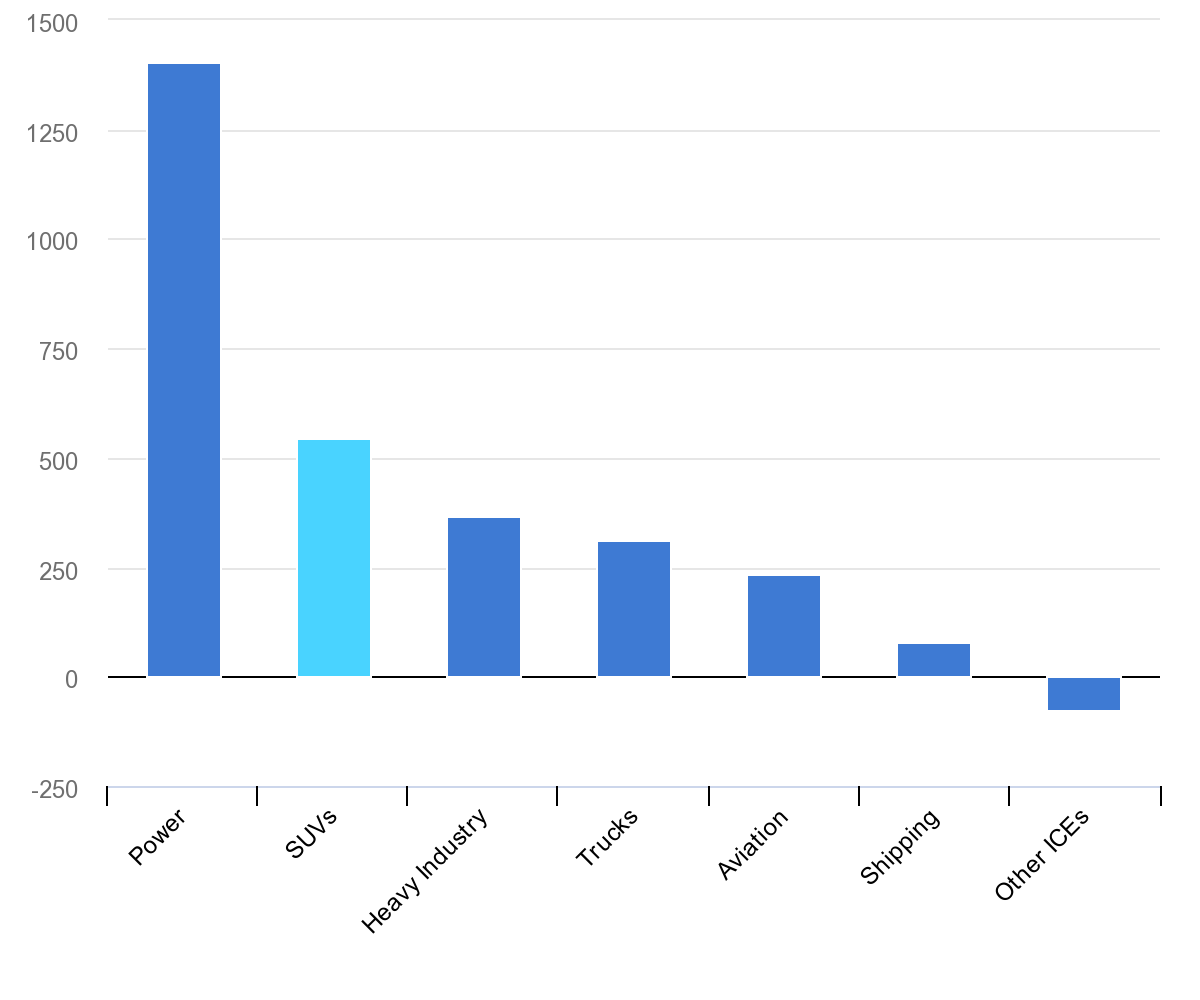 1500
1250
1000
750
500
250
0
-250
Power
SUVs
Heavy Industry
Trucks
Aviation
Shipping
Other ICEs